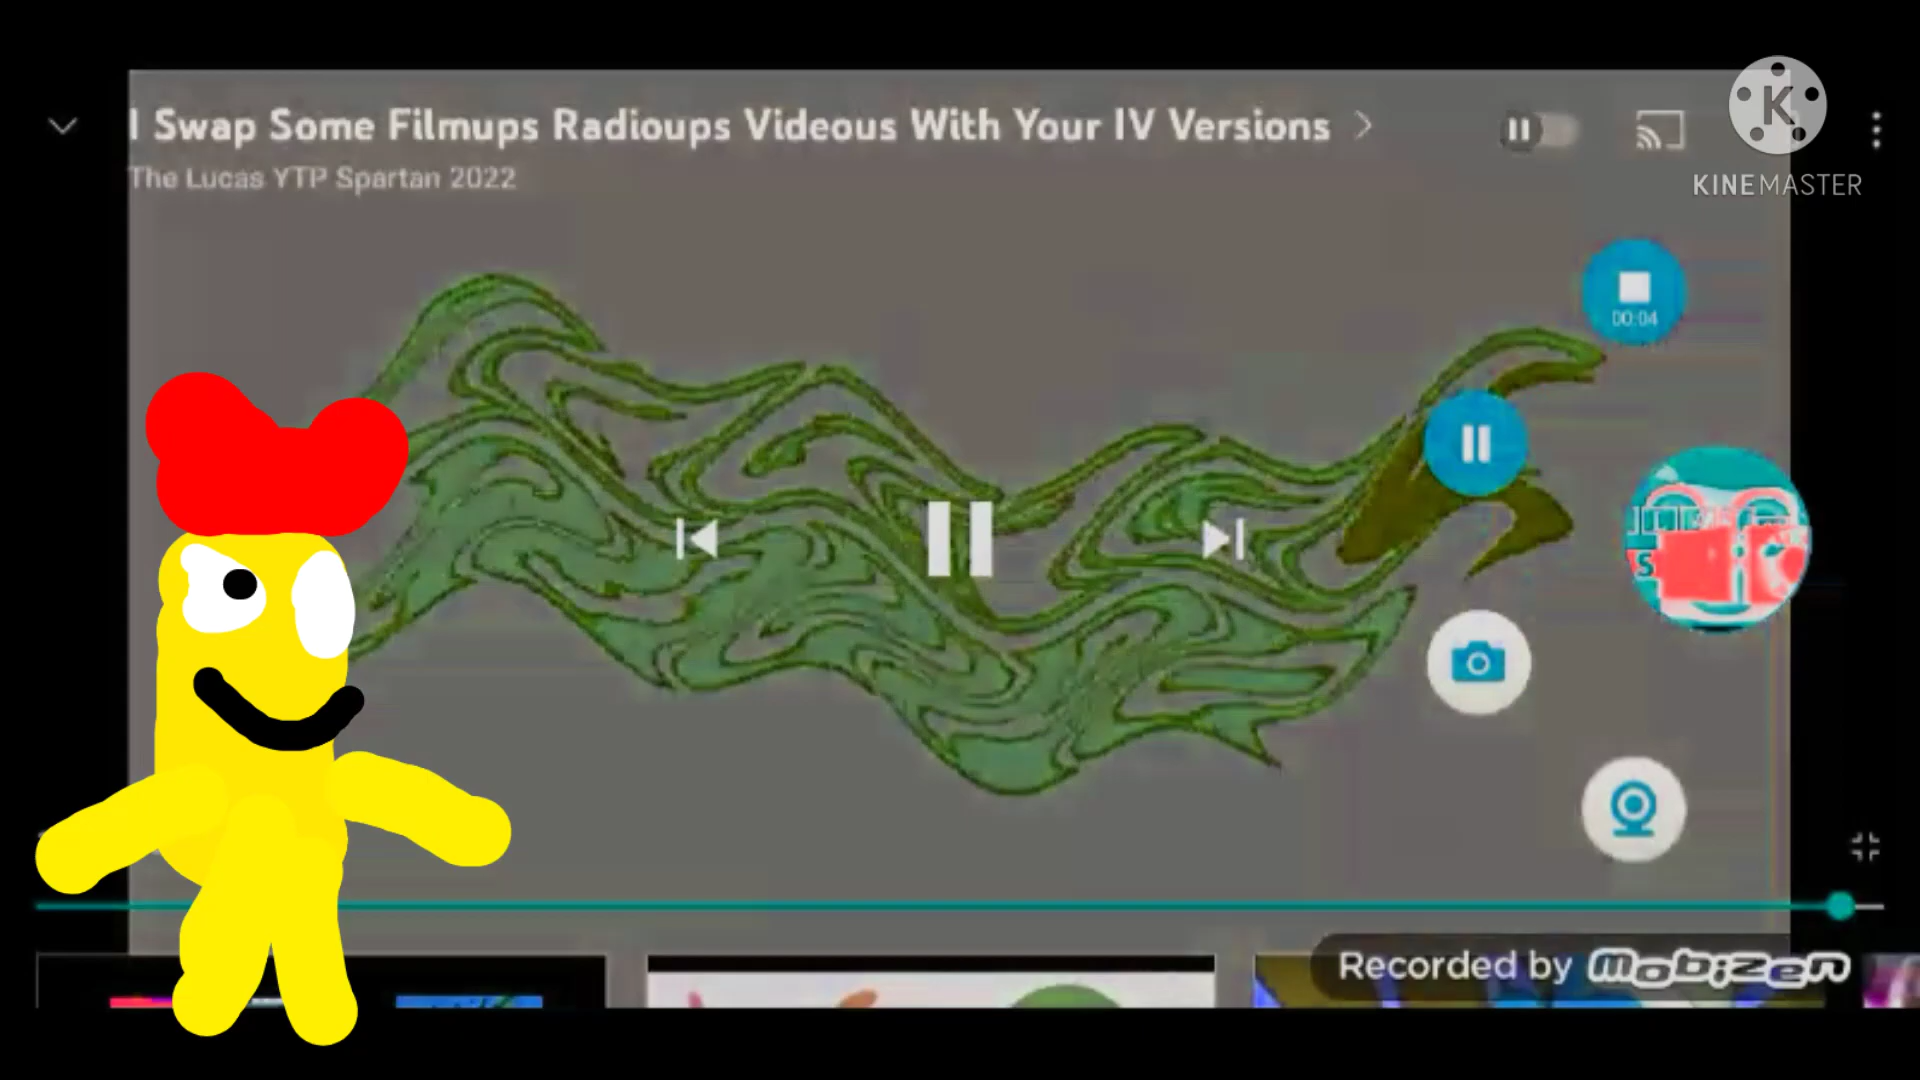 I Swap Some Filmups Radioups Videous With Your IV Versions
The Lucas YTP Spartan 2022
K
KINEMASTER
00:04
S
Recorded by Mobizen